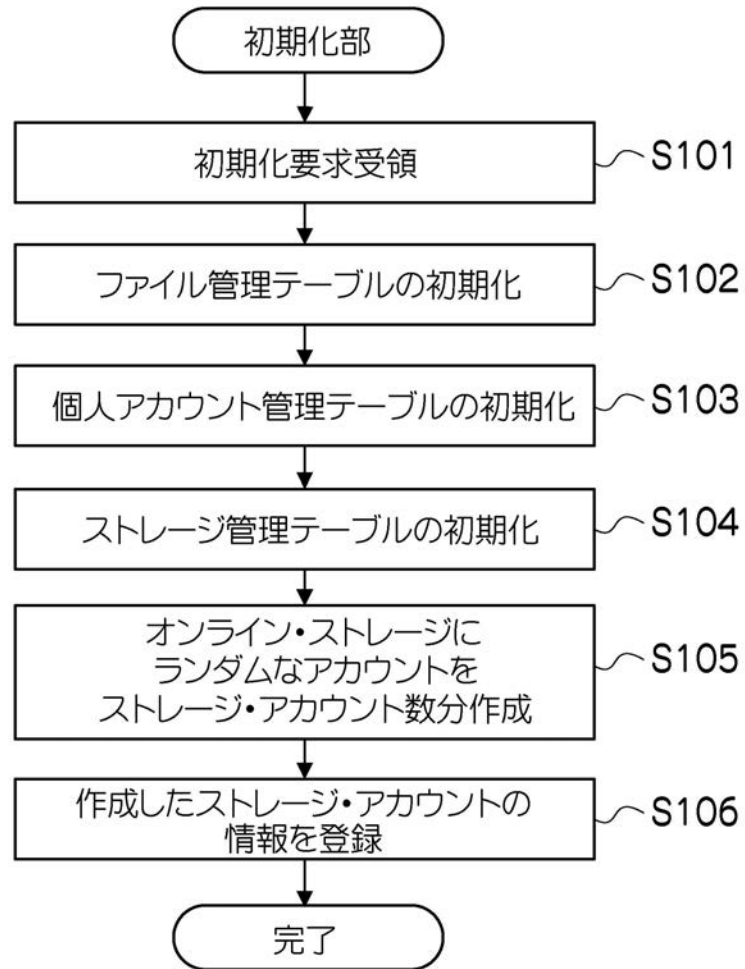 初期化部
初期化要求受領
S101
ファイル管理テーブルの初期化
S102
個人アカウント管理テーブルの初期化
S103
ストレージ管理テーブルの初期化
S104
オンライン・ストレージに
ランダムなアカウントを
ストレージ・アカウント数分作成
S105
作成したストレージ・アカウントの
情報を登録
S106
完了